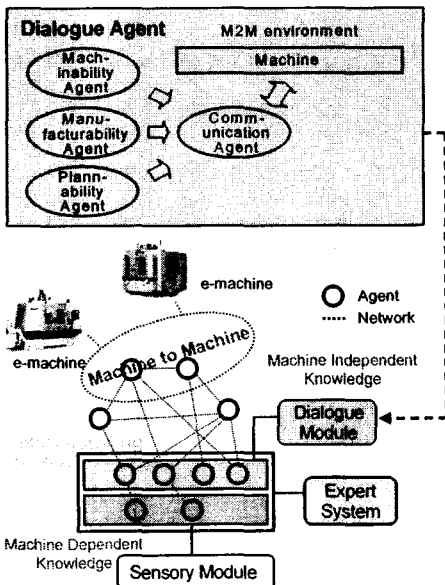 Dialogue Agent
M2M environment
Mach-
inability
Agent
Machine
Manu-
facturability
Agent
Comm-
unication
Agent
Plann-
ability
Agent
e-machine
e-machine
Agent
Network
Machine to Machine
Machine Independent
Knowledge
Dialogue
Module
Expert
System
Machine Dependent
Knowledge
Sensory Module